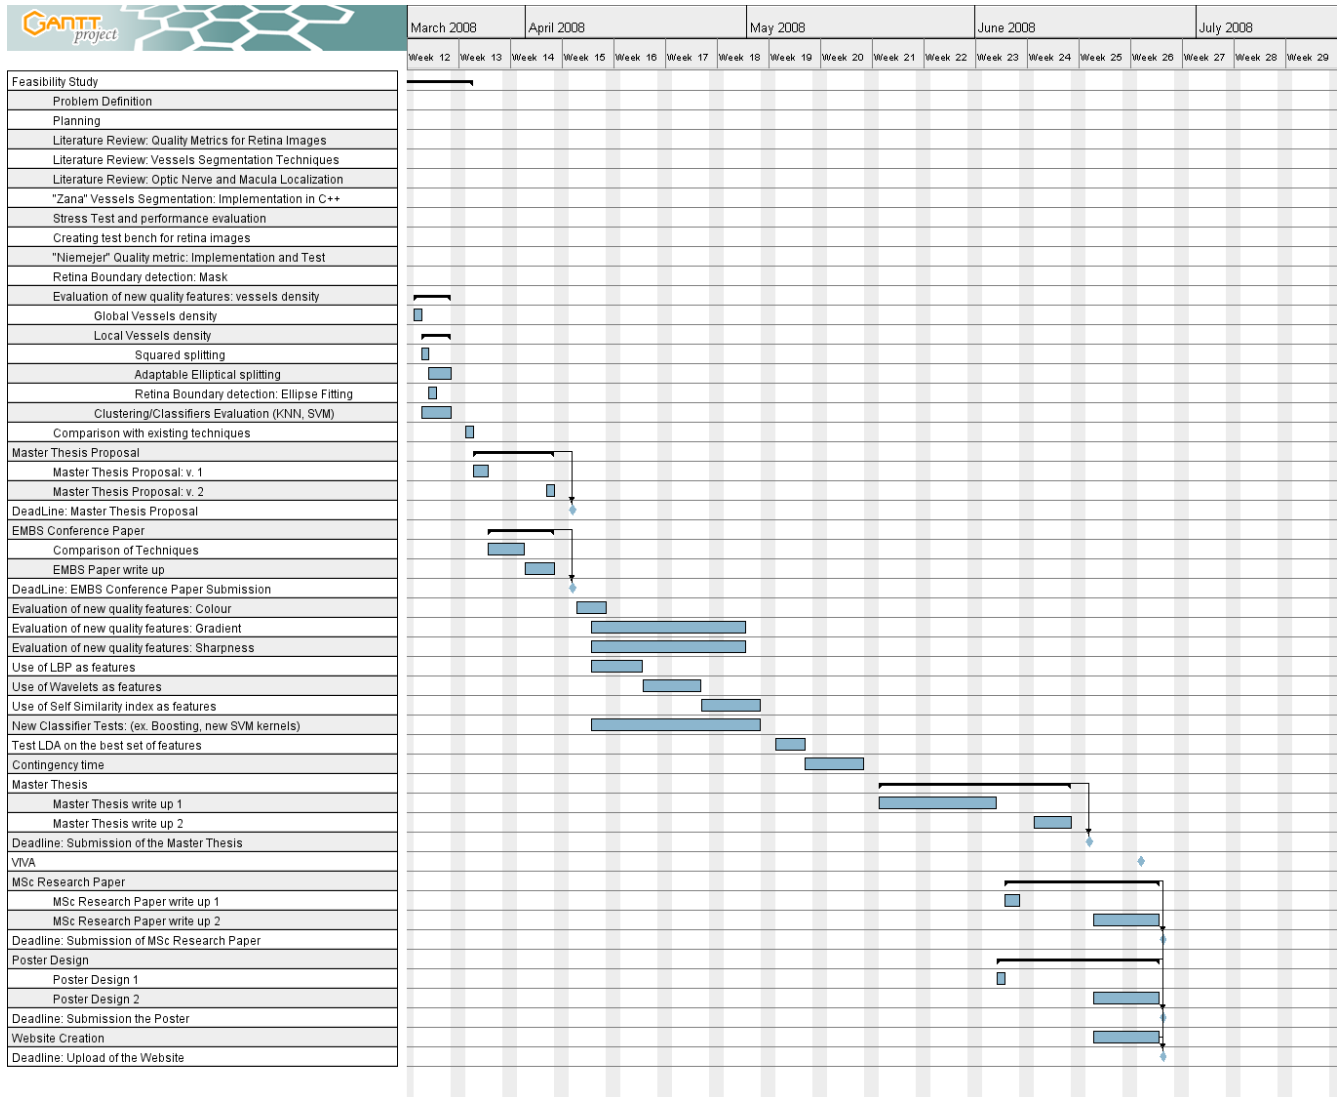 GANTT
project
March 2008 April 2008 May 2008 June 2008 July 2008
Week 12 Week 13 Week 14 Week 15 Week 16 Week 17 Week 18 Week 19 Week 20 Week 21 Week 22 Week 23 Week 24 Week 25 Week 26 Week 27 Week 28 Week 29
Feasibility Study
Problem Definition
Planning
Literature Review: Quality Metrics for Retina Images
Literature Review: Vessels Segmentation Techniques
Literature Review: Optic Nerve and Macula Localization
"Zana" Vessels Segmentation: Implementation in C++
Stress Test and performance evaluation
Creating test bench for retina images
"Niemejer" Quality metric: Implementation and Test
Retina Boundary detection: Mask
Evaluation of new quality features: vessels density
Global Vessels density
Local Vessels density
Squared splitting
Adaptable Elliptical splitting
Retina Boundary detection: Ellipse Fitting
Clustering/Classifiers Evaluation (KNN, SVM)
Comparison with existing techniques
Master Thesis Proposal
Master Thesis Proposal: v. 1
Master Thesis Proposal: v. 2
DeadLine: Master Thesis Proposal
EMBS Conference Paper
Comparison of Techniques
EMBS Paper write up
DeadLine: EMBS Conference Paper Submission
Evaluation of new quality features: Colour
Evaluation of new quality features: Gradient
Evaluation of new quality features: Sharpness
Use of LBP as features
Use of Wavelets as features
Use of Self Similarity index as features
New Classifier Tests: (ex. Boosting, new SVM kernels)
Test LDA on the best set of features
Contingency time
Master Thesis
Master Thesis write up 1
Master Thesis write up 2
Deadline: Submission of the Master Thesis
VIVA
MSc Research Paper
MSc Research Paper write up 1
MSc Research Paper write up 2
Deadline: Submission of MSc Research Paper
Poster Design
Poster Design 1
Poster Design 2
Deadline: Submission the Poster
Website Creation
Deadline: Upload of the Website